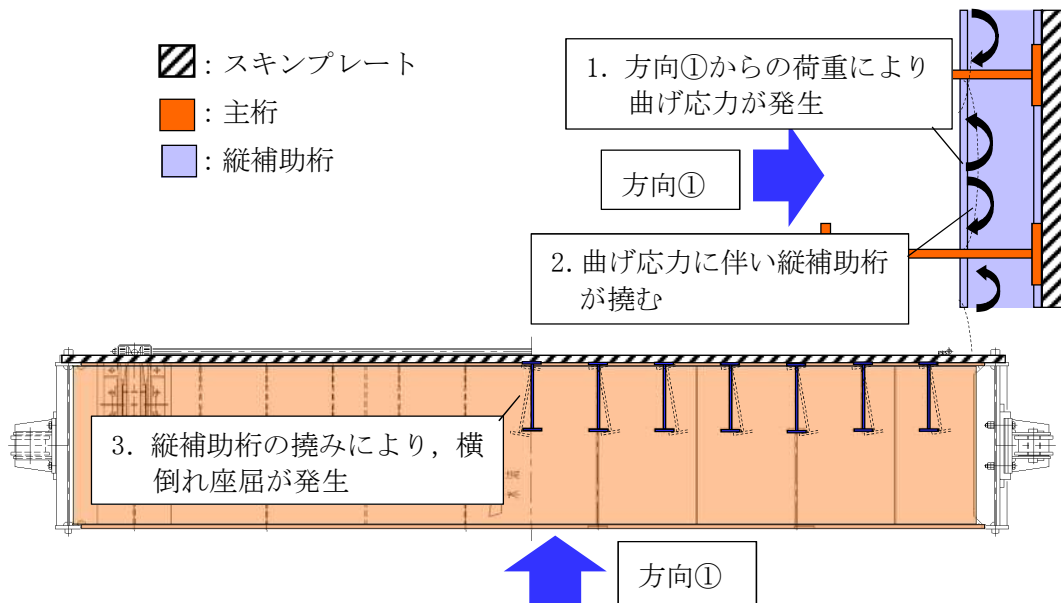 ：スキンプレート
：主桁
：縦補助桁
1. 方向①からの荷重により
曲げ応力が発生
方向①
2. 曲げ応力に伴い縦補助桁
が撓む
3. 縦補助桁の撓みにより，横
倒れ座屈が発生
方向①